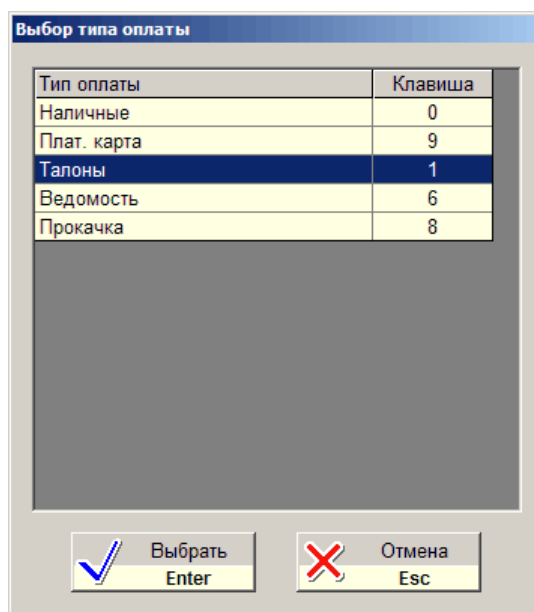 Выбор типа оплаты
Тип оплаты Клавиша
Наличные 0
Плат. карта 9
Талоны 1
Ведомость 6
Прокачка 8
Выбрать Отмена
Enter Esc